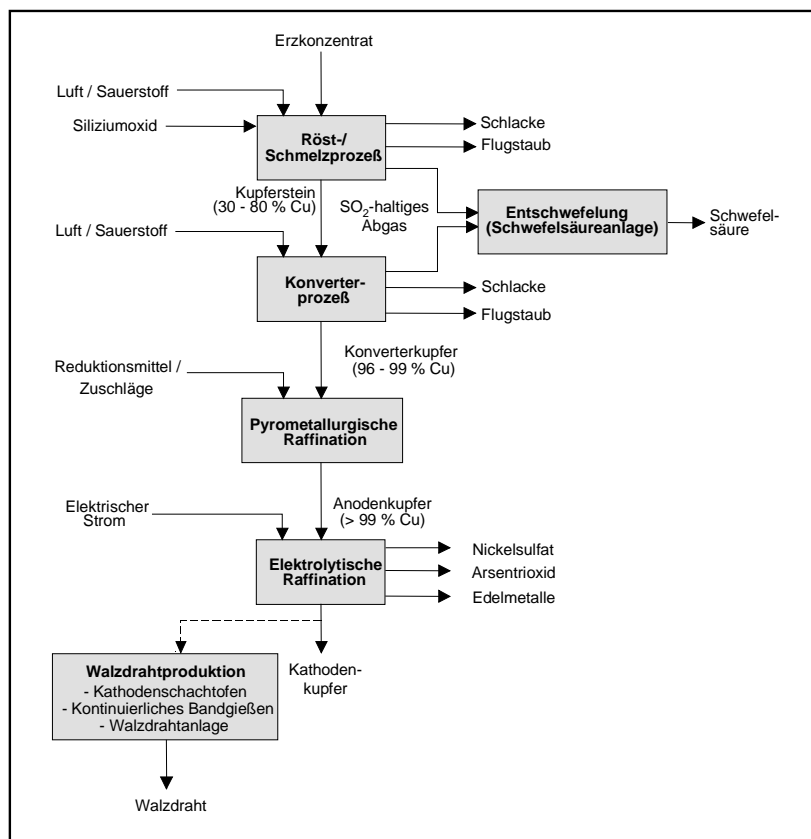 Erzkonzentrat
Luft / Sauerstoff
Siliziumoxid
Röst-/
Schmelzprozeß
Schlacke
Flugstaub
Kupferstein
(30 - 80 % Cu)
SO2-haltiges
Abgas
Entschwefelung
(Schwefelsäureanlage)
Schwefel-
säure
Luft / Sauerstoff
Konverter-
prozeß
Schlacke
Flugstaub
Konverterkupfer
(96 - 99 % Cu)
Reduktionsmittel /
Zuschläge
Pyrometallurgische
Raffination
Anodenkupfer
(> 99 % Cu)
Elektrischer
Strom
Elektrolytische
Raffination
Nickelsulfat
Arsentrioxid
Edelmetalle
Walzdrahtproduktion
- Kathodenschachtofen
- Kontinuierliches Bandgießen
- Walzdrahtanlage
Kathoden-
kupfer
Walzdraht